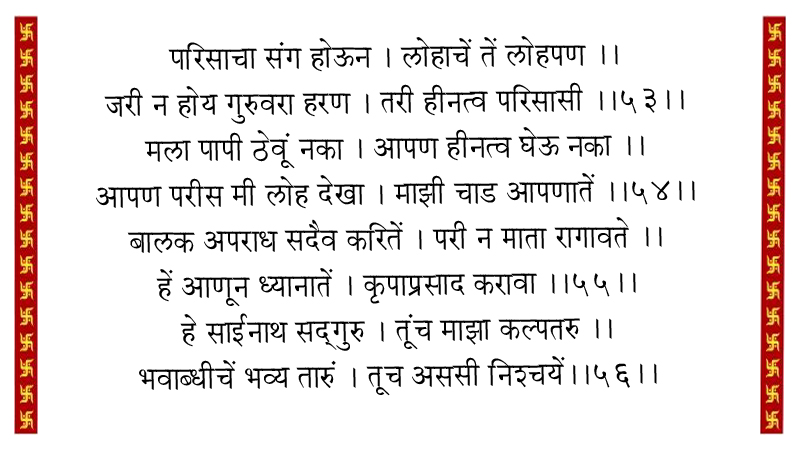 परिसाचा संग होऊन । लोहाचें तें लोहपण ।।
जरी न होय गुरुवरा हरण । तरी हीनत्व परिसासी ।।५३।।
मला पापी ठेवूं नका । आपण हीनत्व घेऊ नका ।।
आपण परीस मी लोह देखा । माझी चाड आपणातें ।।५४।।
बालक अपराध सदैव करितें । परी न माता रागावते ।।
हें आणून ध्यानातें । कृपाप्रसाद करावा ।।५५।।
हे साईनाथ सद्‌गुरु । तूंच माझा कल्पतरु ।।
भवाब्धीचें भव्य तारुं । तूच अससी निश्चयें।।५६।।